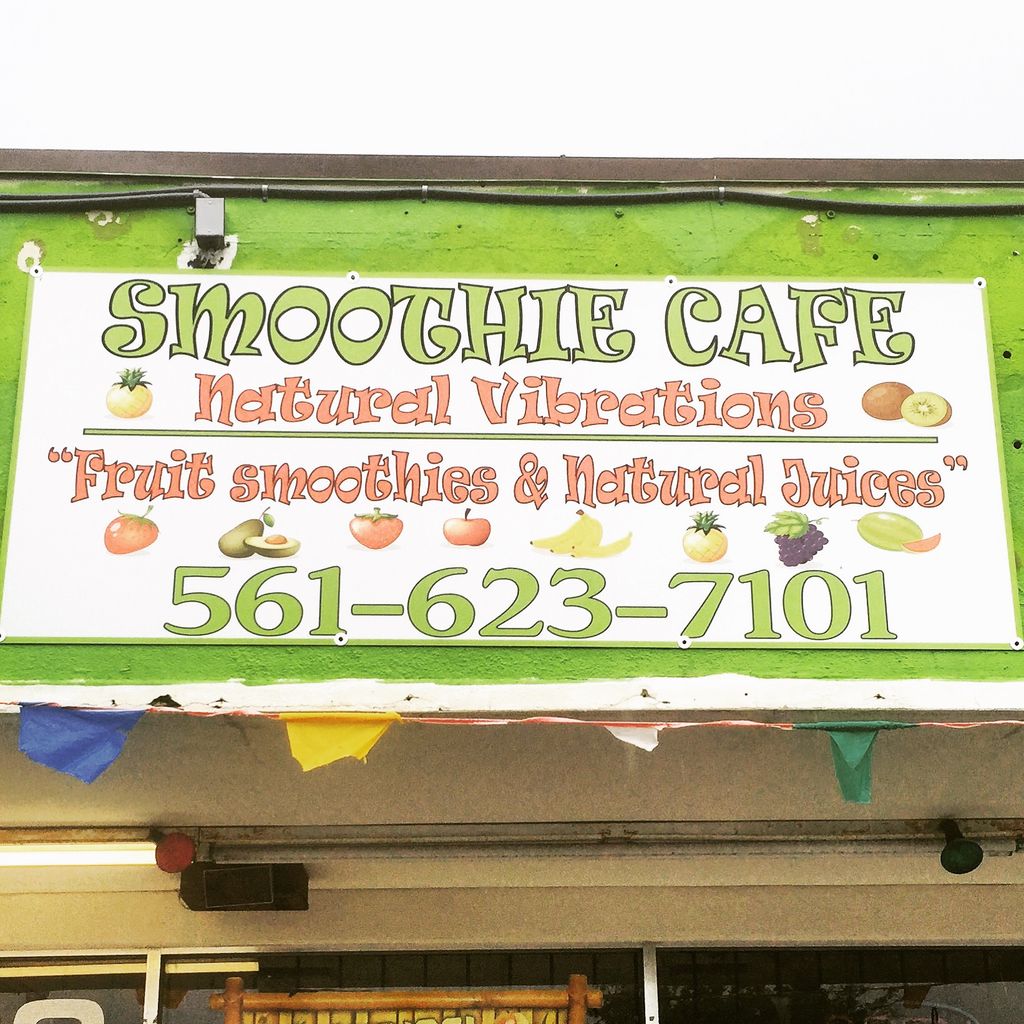 SMOOTHIE CAFE
Natural Vibrations
"Fruit smoothies & Natural Juices"
561-623-7101